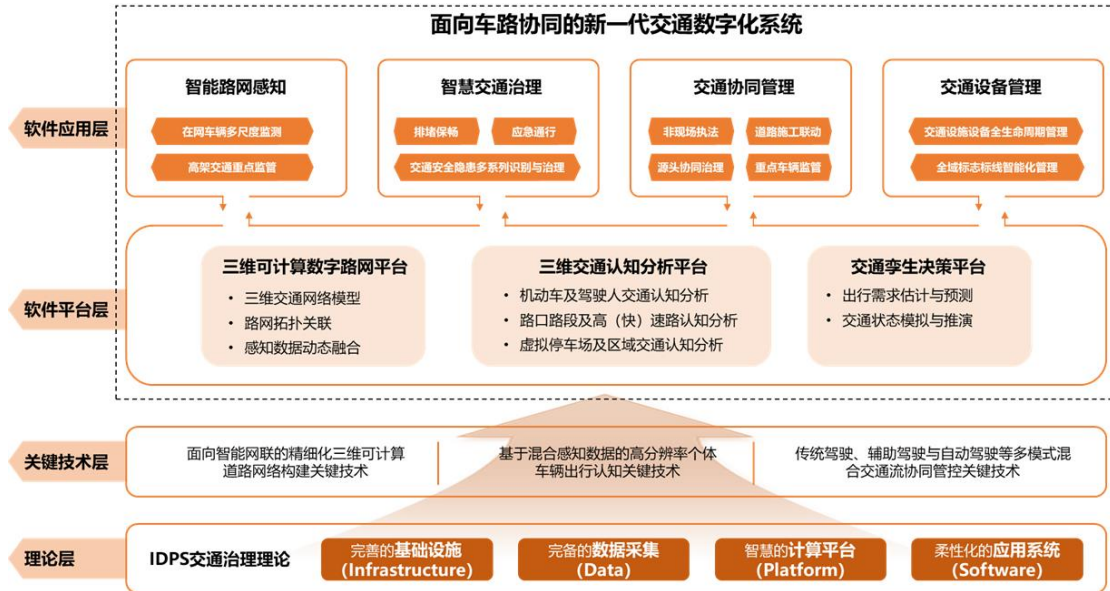 面向车路协同的新一代交通数字化系统
软件应用层
智能路网感知
在网车辆多尺度监测
高架交通重点监管
智慧交通治理
排堵保畅
应急通行
交通安全隐患多系列识别与治理
交通协同管理
非现场执法
道路施工联动
源头协同治理
重点车辆监管
交通设备管理
交通设施设备全生命周期管理
全域标志标线智能化管理
软件平台层
三维可计算数字路网平台
• 三维交通网络模型
• 路网拓扑关联
• 感知数据动态融合
三维交通认知分析平台
• 机动车及驾驶人交通认知分析
• 路口路段及高（快）速路认知分析
• 虚拟停车场及区域交通认知分析
交通孪生决策平台
• 出行需求估计与预测
• 交通状态模拟与推演
关键技术层
面向智能网联的精细化三维可计算
道路网络构建关键技术
基于混合感知数据的高分辨率个体
车辆出行认知关键技术
传统驾驶、辅助驾驶与自动驾驶等多模式混
合交通流协同管控关键技术
理论层
IDPS交通治理理论
完善的基础设施
（Infrastructure）
完备的数据采集
（Data）
智慧的计算平台
（Platform）
柔性化的应用系统
（Software）